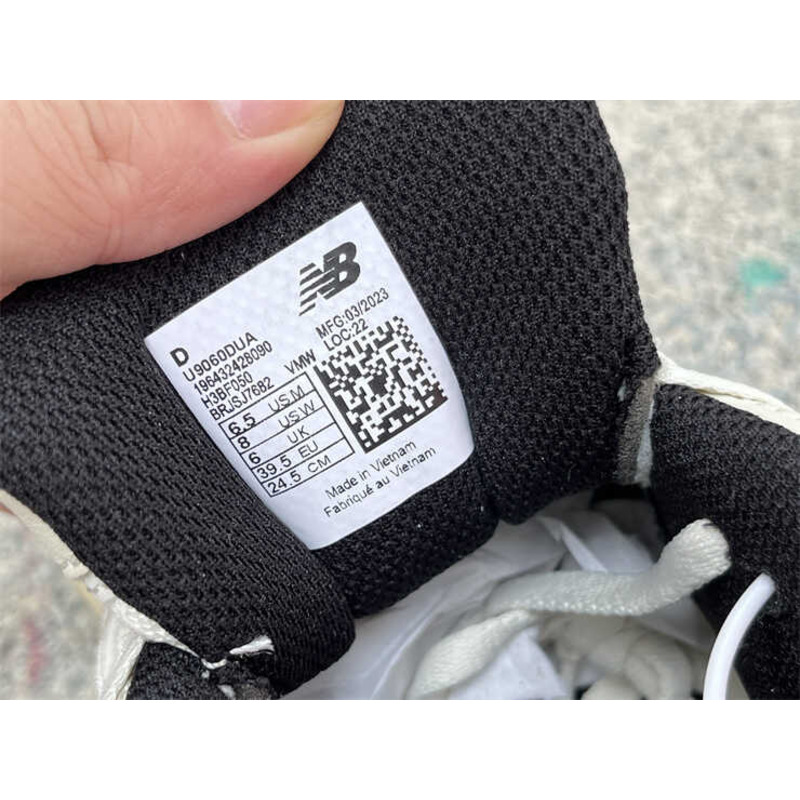 NB
MFG:03/2023
LOC:22
D
U9060DUA
196432428090
H3BF050 VMW
BRJSJ7682
6.5 US M
8 US W
6 UK
39.5 EU
24.5 CM
Made in Vietnam
Fabriqué au Vietnam